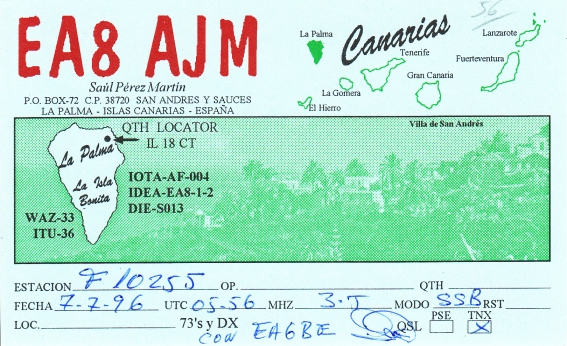 56
EA8 AJM
Canarias
La Palma
Lanzarote
Tenerife
Fuerteventura
Gran Canaria
La Gomera
El Hierro
Saúl Pérez Martín
P.O. BOX-72 C.P. 38720 SAN ANDRES Y SAUCES
LA PALMA - ISLAS CANARIAS - ESPAÑA
Villa de San Andrés
QTH LOCATOR
IL 18 CT
La Palma
La Isla
Bonita
IOTA-AF-004
IDEA-EA8-1-2
DIE-S013
WAZ-33
ITU-36
ESTACION F10255 OP. QTH
FECHA 7-7-96 UTC 05-56 MHZ MODO SSB RST
LOC. 73's y DX CON EA6BE QSL PSE TNX X